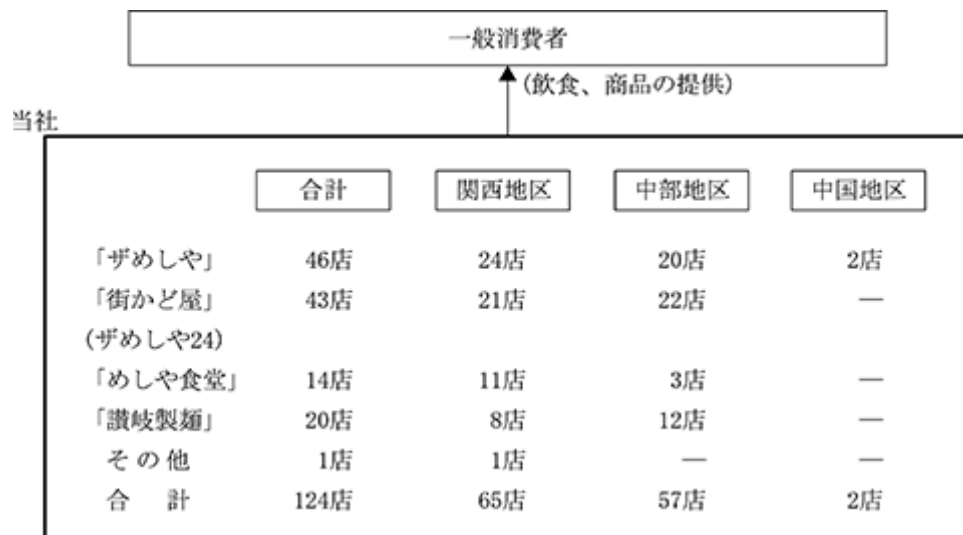 一般消費者
(飲食、商品の提供)
当社
合計 関西地区 中部地区 中国地区
「ザめしや」 46店 24店 20店 2店
「街かど屋」 43店 21店 22店 ―
(ザめしや24)
「めしや食堂」 14店 11店 3店 ―
「讃岐製麺」 20店 8店 12店 ―
その他 1店 1店 ― ―
合 計 124店 65店 57店 2店